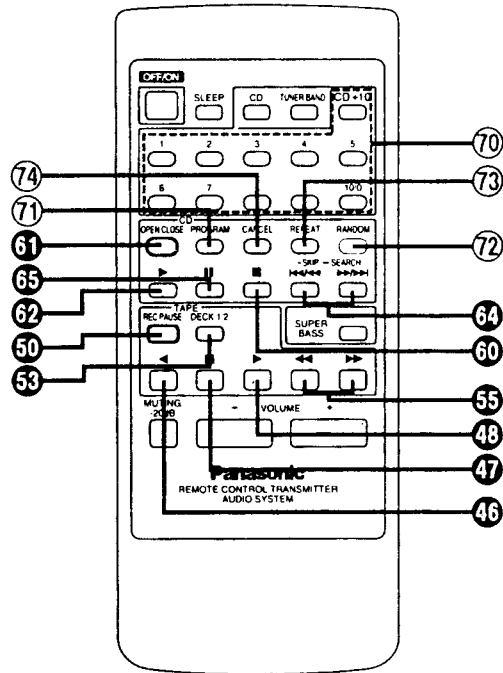 OFF/ON
SLEEP CD TUNER BAND CD +10
1 2 3 4 5
70
74 73
6 7 10/0
71
CD
OPEN CLOSE PROGRAM CANCEL REPEAT RANDOM
61 72
- SKIP - SEARCH
65
62 64
TAPE
REC PAUSE DECK 1 2
SUPER
BASS
50 60
53 55
MUTING
-20dB
- VOLUME +
48
Panasonic
47
REMOTE CONTROL TRANSMITTER
AUDIO SYSTEM
46